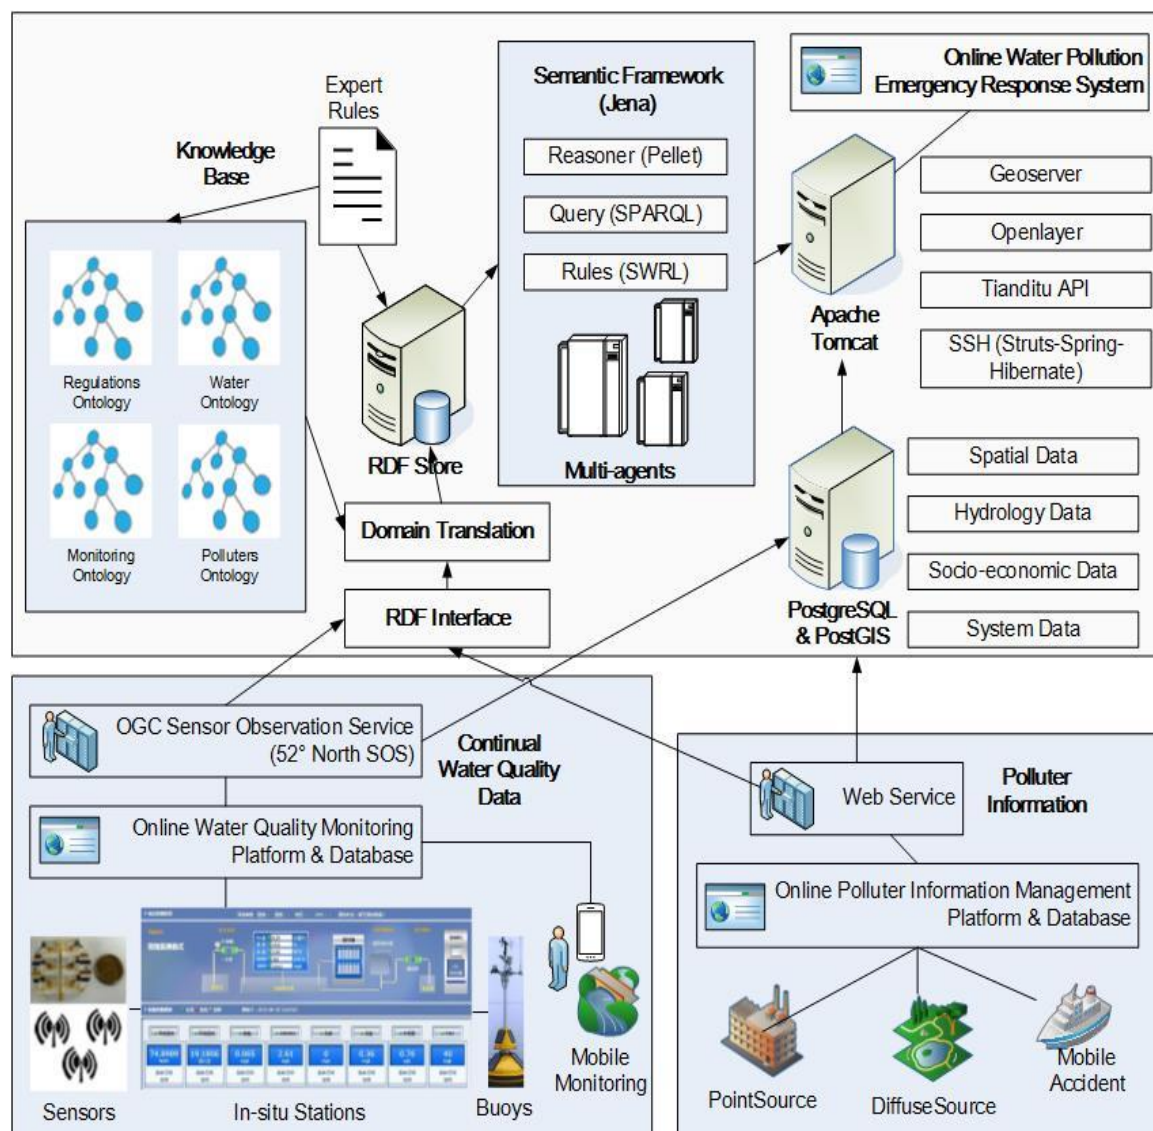 Online Water Pollution
Emergency Response System
Semantic Framework
(Jena)
Reasoner (Pellet)
Query (SPARQL)
Rules (SWRL)
Multi-agents
Expert
Rules
Knowledge
Base
Regulations
Ontology
Water
Ontology
Monitoring
Ontology
Polluters
Ontology
RDF Store
Domain Translation
RDF Interface
Apache
Tomcat
Geoserver
Openlayer
Tianditu API
SSH (Struts-Spring-
Hibernate)
PostgreSQL
& PostGIS
Spatial Data
Hydrology Data
Socio-economic Data
System Data
OGC Sensor Observation Service
(52° North SOS)
Continual
Water Quality
Data
Online Water Quality Monitoring
Platform & Database
Sensors
In-situ Stations
Buoys
Mobile
Monitoring
Web Service
Polluter
Information
Online Polluter Information Management
Platform & Database
PointSource
DiffuseSource
Mobile
Accident